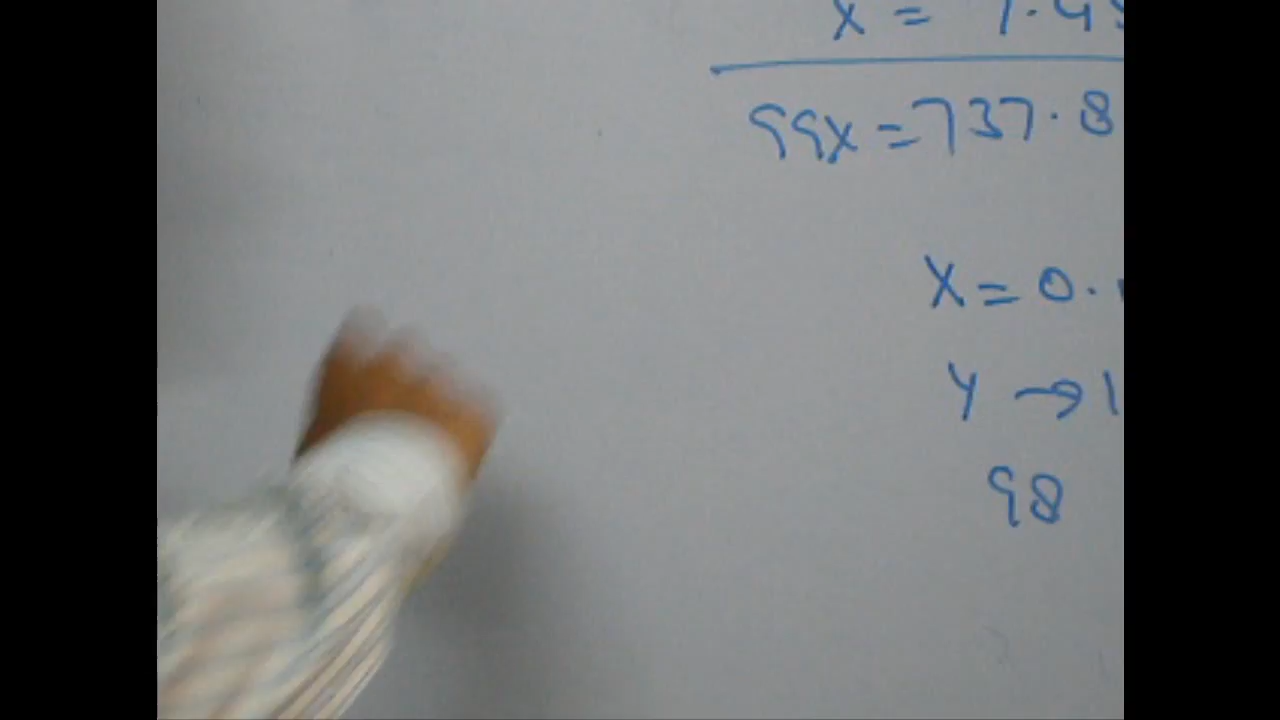 x = 7.4
99x = 737.8
x = 0.
y → 1
98